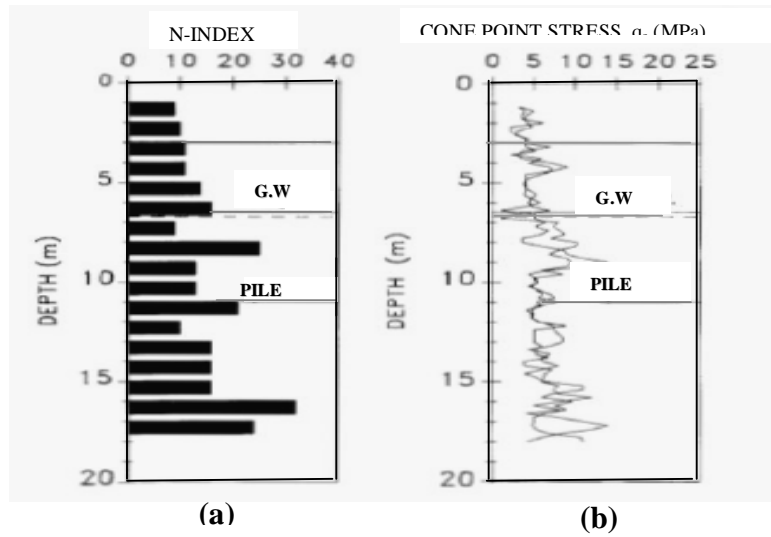 N-INDEX
0 10 20 30 40
0
5
10
15
20
DEPTH (m)
G.W
PILE
(a)
CONE POINT STRESS, q (MPa)
0 5 10 15 20 25
0
5
10
15
20
DEPTH (m)
G.W
PILE
(b)